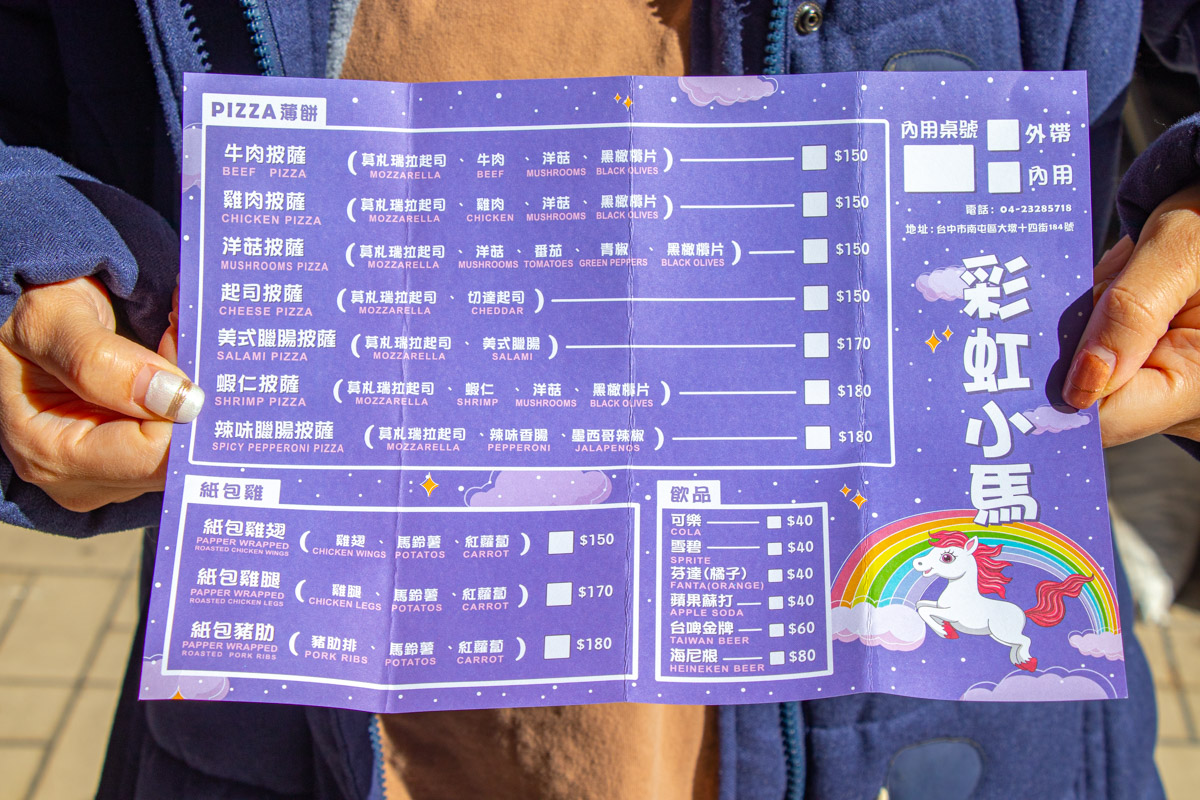 PIZZA薄餅
牛肉披薩 (莫札瑞拉起司、牛肉、洋菇、黑橄欖片) $150
BEEF PIZZA MOZZARELLA BEEF MUSHROOMS BLACK OLIVES
雞肉披薩 (莫札瑞拉起司、雞肉、洋菇、黑橄欖片) $150
CHICKEN PIZZA MOZZARELLA CHICKEN MUSHROOMS BLACK OLIVES
洋菇披薩 (莫札瑞拉起司、洋菇、番茄、青椒、黑橄欖片) $150
MUSHROOMS PIZZA MOZZARELLA MUSHROOMS TOMATOES GREEN PEPPERS BLACK OLIVES
起司披薩 (莫札瑞拉起司、切達起司) $150
CHEESE PIZZA MOZZARELLA CHEDDAR
美式臘腸披薩 (莫札瑞拉起司、美式臘腸) $170
SALAMI PIZZA MOZZARELLA SALAMI
蝦仁披薩 (莫札瑞拉起司、蝦仁、洋菇、黑橄欖片) $180
SHRIMP PIZZA MOZZARELLA SHRIMP MUSHROOMS BLACK OLIVES
辣味臘腸披薩 (莫札瑞拉起司、辣味香腸、墨西哥辣椒) $180
SPICY PEPPERONI PIZZA MOZZARELLA PEPPERONI JALAPENOS
紙包雞
紙包雞翅 (雞翅、馬鈴薯、紅蘿蔔) $150
PAPPER WRAPPED CHICKEN WINGS POTATOS CARROT
ROASTED CHICKEN WINGS
紙包雞腿 (雞腿、馬鈴薯、紅蘿蔔) $170
PAPPER WRAPPED CHICKEN LEGS POTATOS CARROT
ROASTED CHICKEN LEGS
紙包豬肋 (豬肋排、馬鈴薯、紅蘿蔔) $180
PAPPER WRAPPED PORK RIBS POTATOS CARROT
ROASTED PORK RIBS
飲品
可樂 $40
COLA
雪碧 $40
SPRITE
芬達(橘子) $40
FANTA(ORANGE)
蘋果蘇打 $40
APPLE SODA
台啤金牌 $60
TAIWAN BEER
海尼根 $80
HEINEKEN BEER
內用桌號 外帶
內用
電話：04-23285718
地址：台中市南屯區大墩十四街184號
彩虹小馬